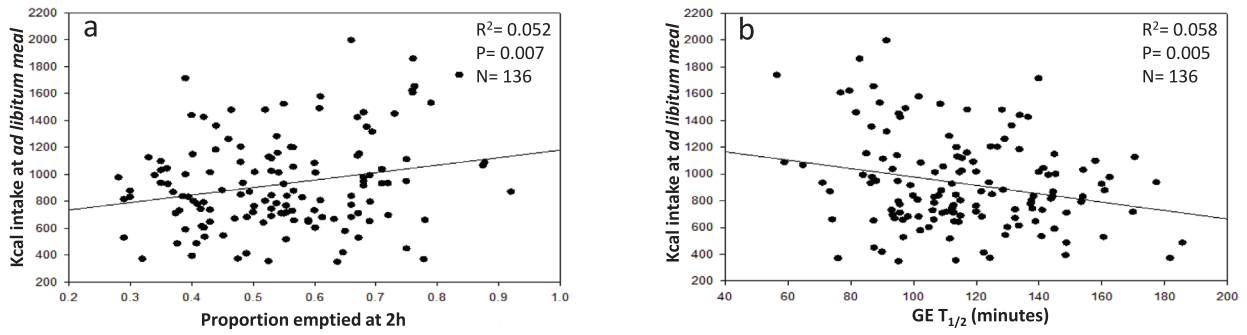 a
R²= 0.052
P= 0.007
N= 136
Kcal intake at ad libitum meal
2200
2000
1800
1600
1400
1200
1000
800
600
400
200
0.2 0.3 0.4 0.5 0.6 0.7 0.8 0.9 1.0
Proportion emptied at 2h
b
R²= 0.058
P= 0.005
N= 136
Kcal intake at ad libitum meal
2200
2000
1800
1600
1400
1200
1000
800
600
400
200
40 60 80 100 120 140 160 180 200
GE T1/2 (minutes)